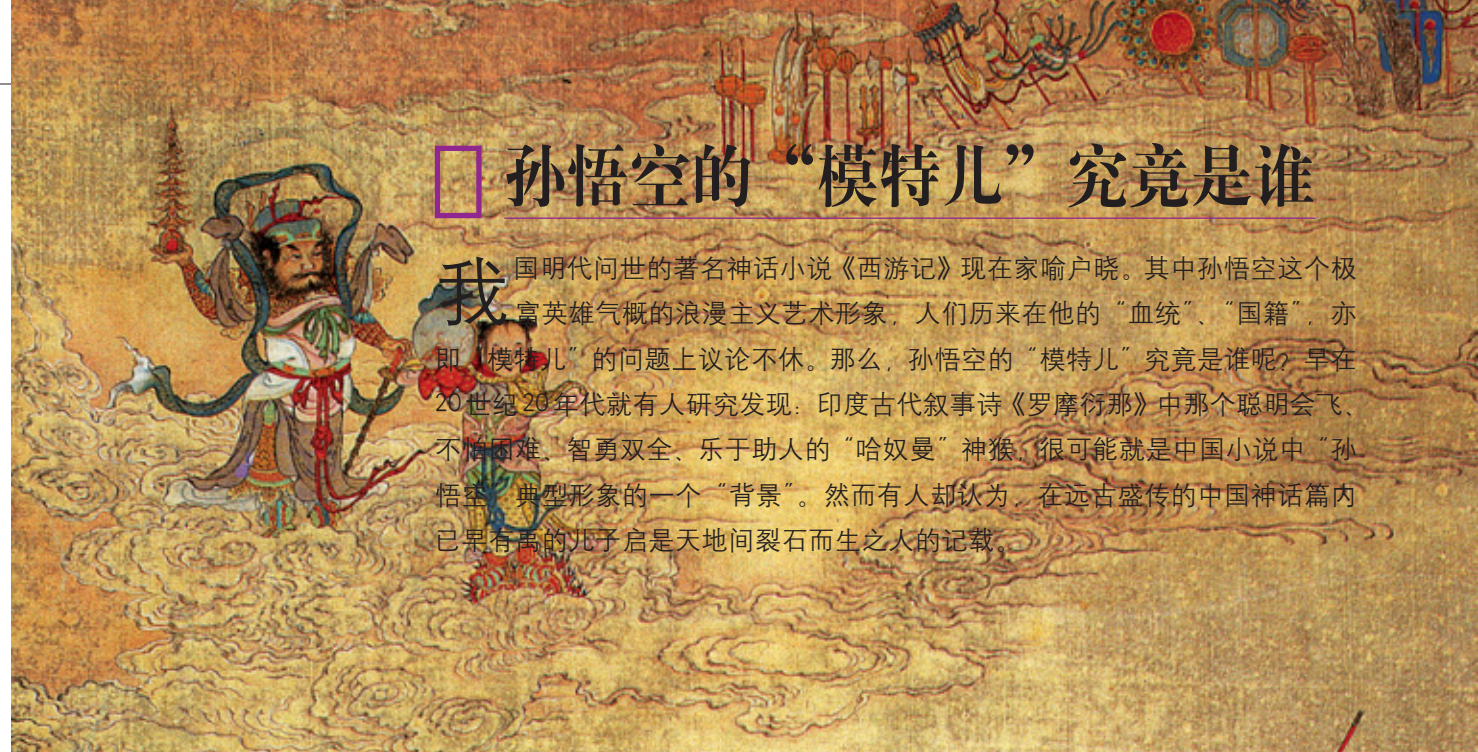 孙悟空的“模特儿”究竟是谁
我国明代问世的著名神话小说《西游记》现在家喻户晓。其中孙悟空这个极
富英雄气概的浪漫主义艺术形象，人们历来在他的“血统”、“国籍”，亦
即“模特儿”的问题上议论不休。那么，孙悟空的“模特儿”究竟是谁呢？早在
20世纪20年代就有人研究发现：印度古代叙事诗《罗摩衍那》中那个聪明会飞、
不怕困难、智勇双全、乐于助人的“哈奴曼”神猴，很可能就是中国小说中“孙
悟空”典型形象的一个“背景”。然而有人却认为，在远古盛传的中国神话篇内
已早有禹的儿子启是天地间裂石而生之人的记载。